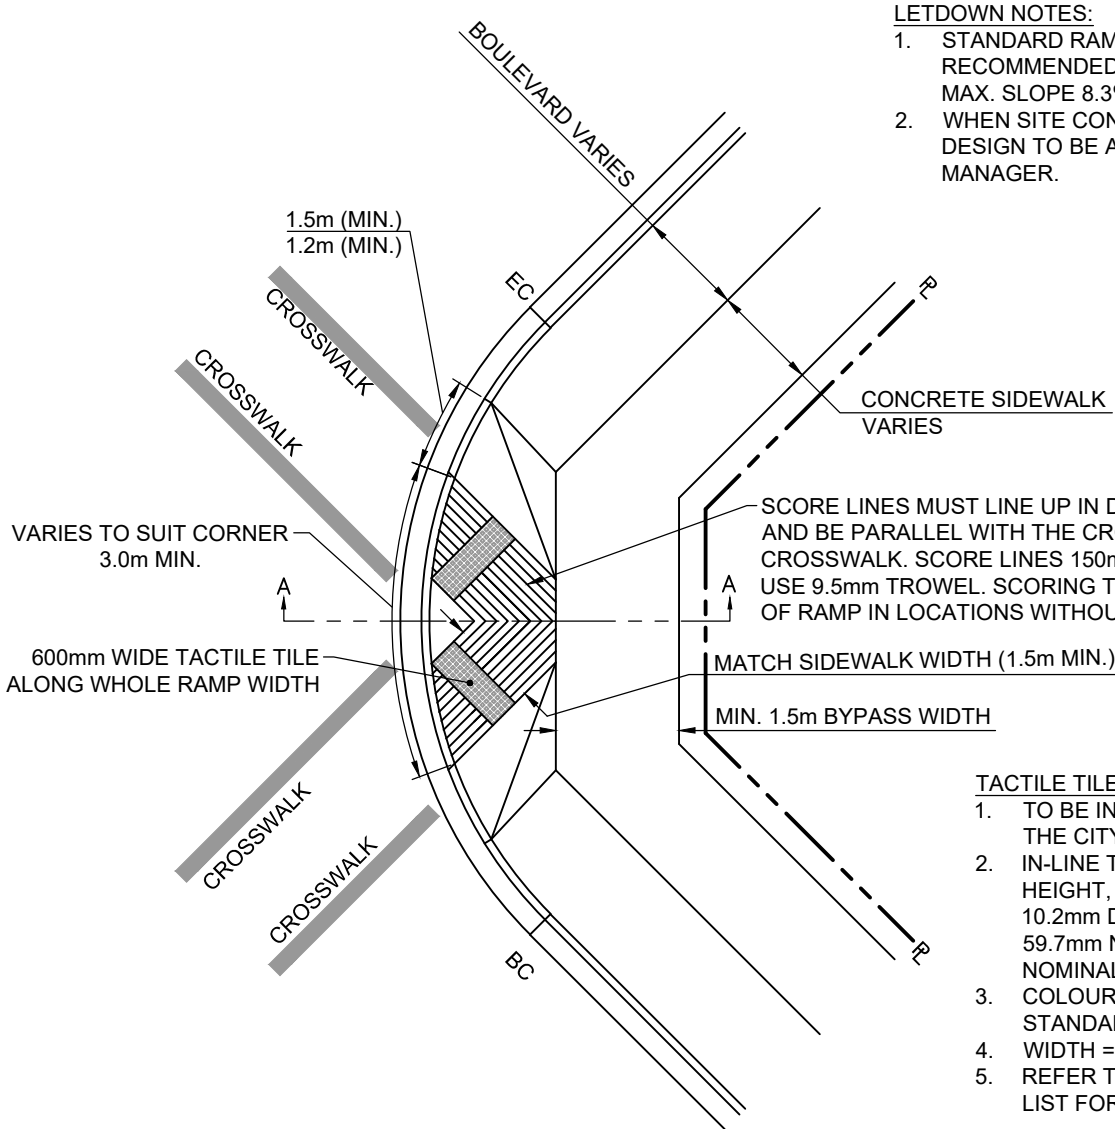 LETDOWN NOTES:
1. STANDARD RAM
RECOMMENDED
MAX. SLOPE 8.3
2. WHEN SITE CON
DESIGN TO BE A
MANAGER.
BOULEVARD VARIES
1.5m (MIN.)
1.2m (MIN.)
EC
CROSSWALK
CROSSWALK
PL
CONCRETE SIDEWALK
VARIES
SCORE LINES MUST LINE UP IN D
AND BE PARALLEL WITH THE CR
CROSSWALK. SCORE LINES 150m
USE 9.5mm TROWEL. SCORING T
OF RAMP IN LOCATIONS WITHOU
VARIES TO SUIT CORNER
3.0m MIN.
A
A
600mm WIDE TACTILE TILE
ALONG WHOLE RAMP WIDTH
MATCH SIDEWALK WIDTH (1.5m MIN.)
MIN. 1.5m BYPASS WIDTH
CROSSWALK
CROSSWALK
BC
PL
TACTILE TILE
1. TO BE IN
THE CITY
2. IN-LINE T
HEIGHT,
10.2mm D
59.7mm N
NOMINAL
3. COLOUR
STANDA
4. WIDTH =
5. REFER T
LIST FOR